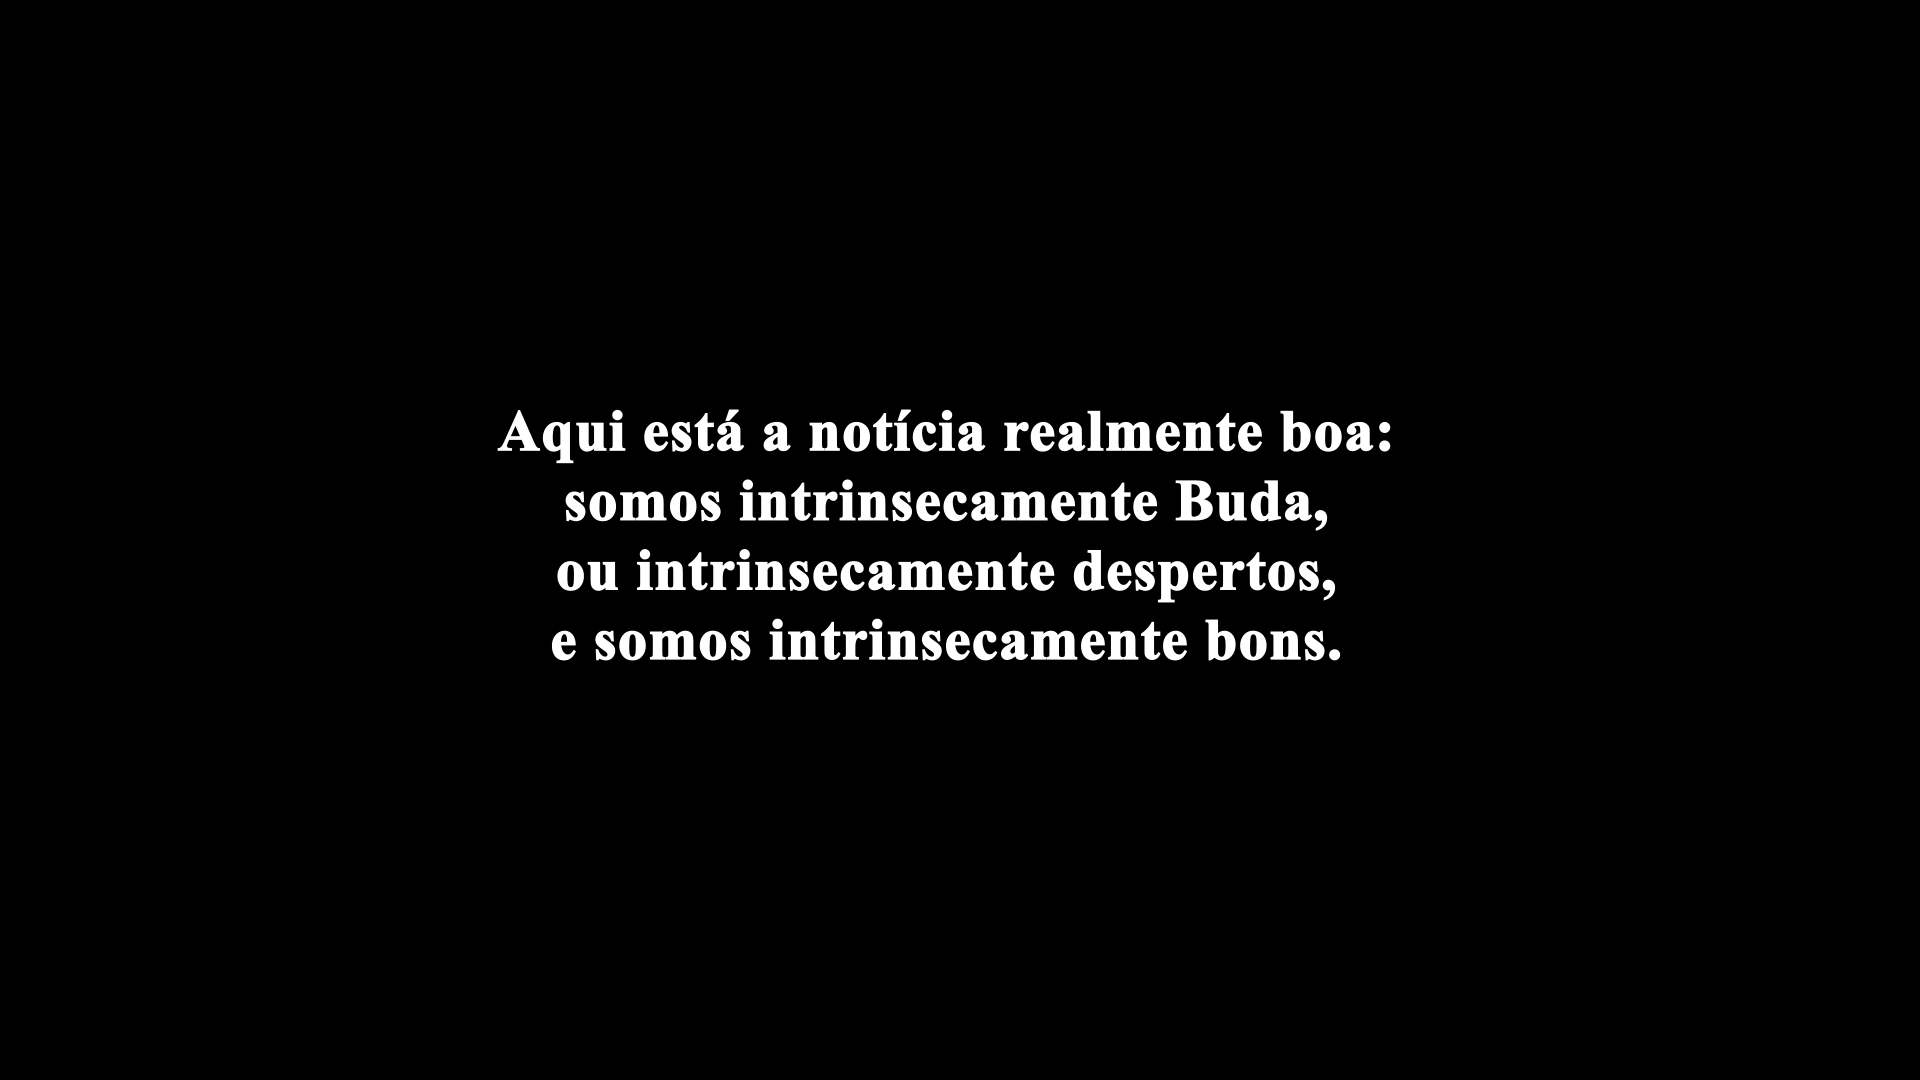 Aqui está a notícia realmente boa:
somos intrinsecamente Buda,
ou intrinsecamente despertos,
e somos intrinsecamente bons.